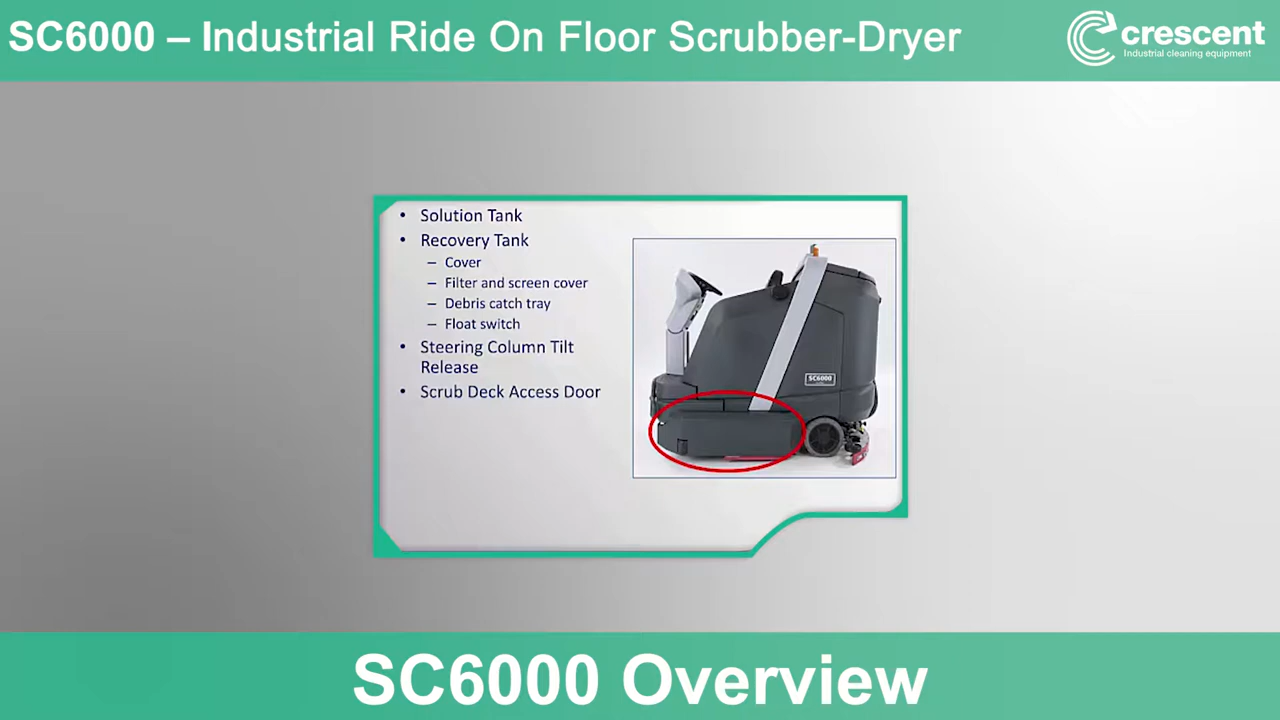 SC6000 – Industrial Ride On Floor Scrubber-Dryer
crescent
Industrial cleaning equipment
• Solution Tank
• Recovery Tank
– Cover
– Filter and screen cover
– Debris catch tray
– Float switch
• Steering Column Tilt
Release
• Scrub Deck Access Door
SC6000
SC6000 Overview